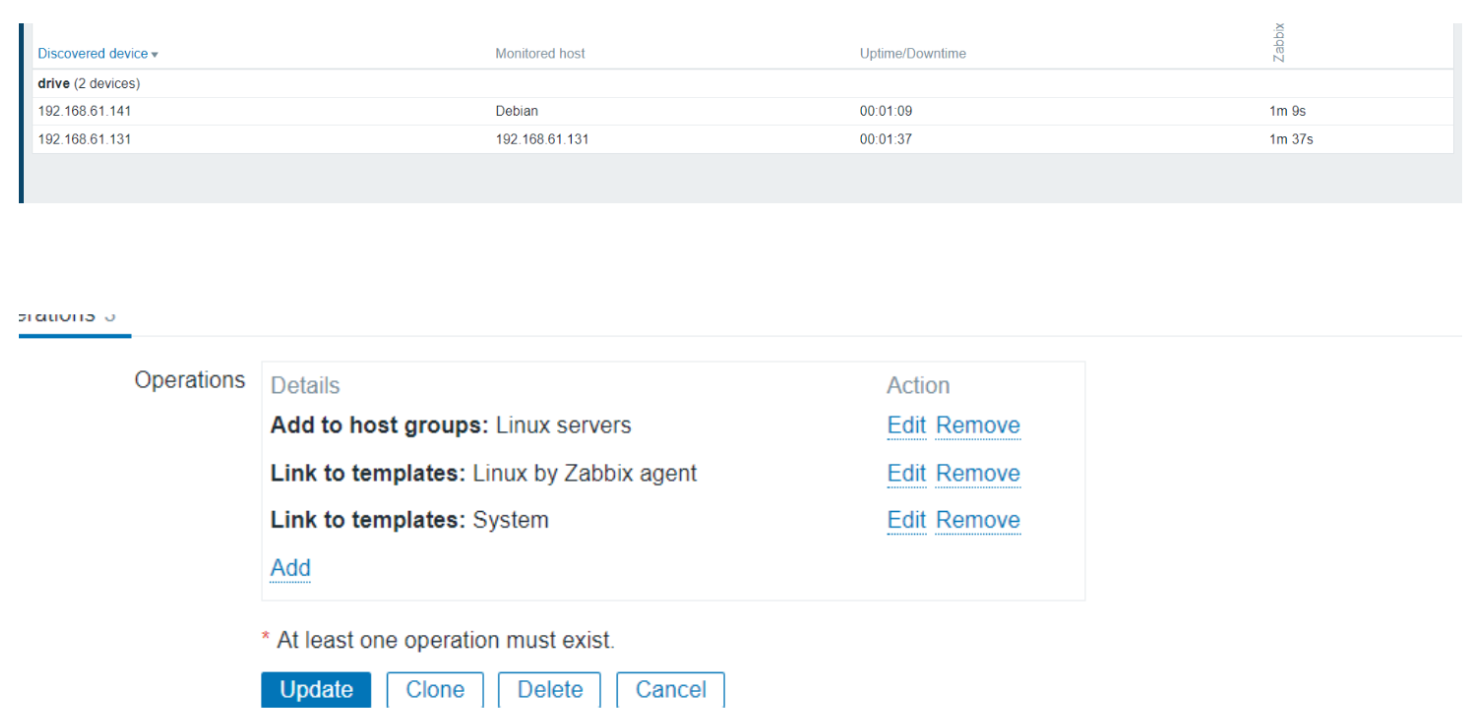 Zabbix
Discovered device Monitored host Uptime/Downtime
drive (2 devices)
192.168.61.141 Debian 00:01:09 1m 9s
192.168.61.131 192.168.61.131 00:01:37 1m 37s
Operations Details Action
Add to host groups: Linux servers Edit Remove
Link to templates: Linux by Zabbix agent Edit Remove
Link to templates: System Edit Remove
Add
* At least one operation must exist.
Update Clone Delete Cancel